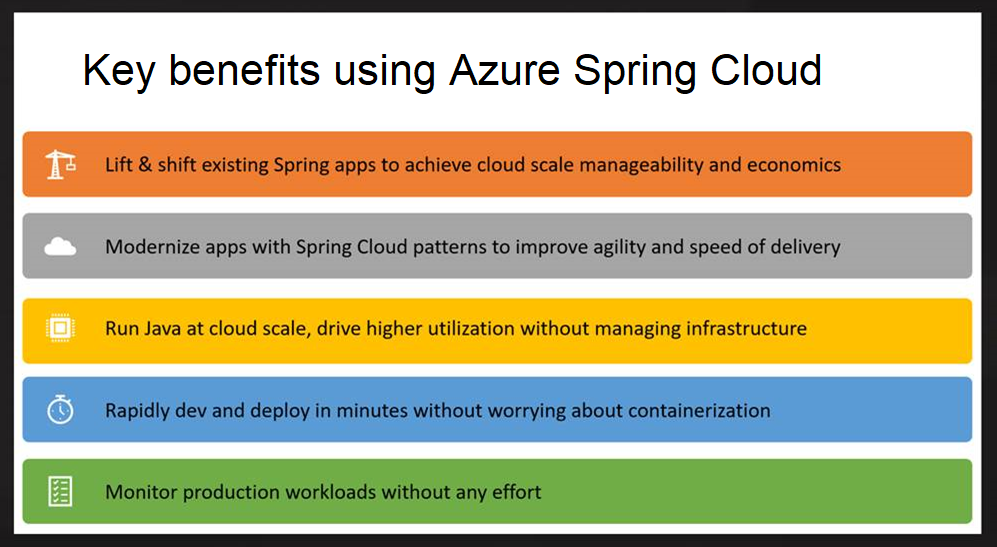 Key benefits using Azure Spring Cloud
Lift & shift existing Spring apps to achieve cloud scale manageability and economics
Modernize apps with Spring Cloud patterns to improve agility and speed of delivery
Run Java at cloud scale, drive higher utilization without managing infrastructure
Rapidly dev and deploy in minutes without worrying about containerization
Monitor production workloads without any effort